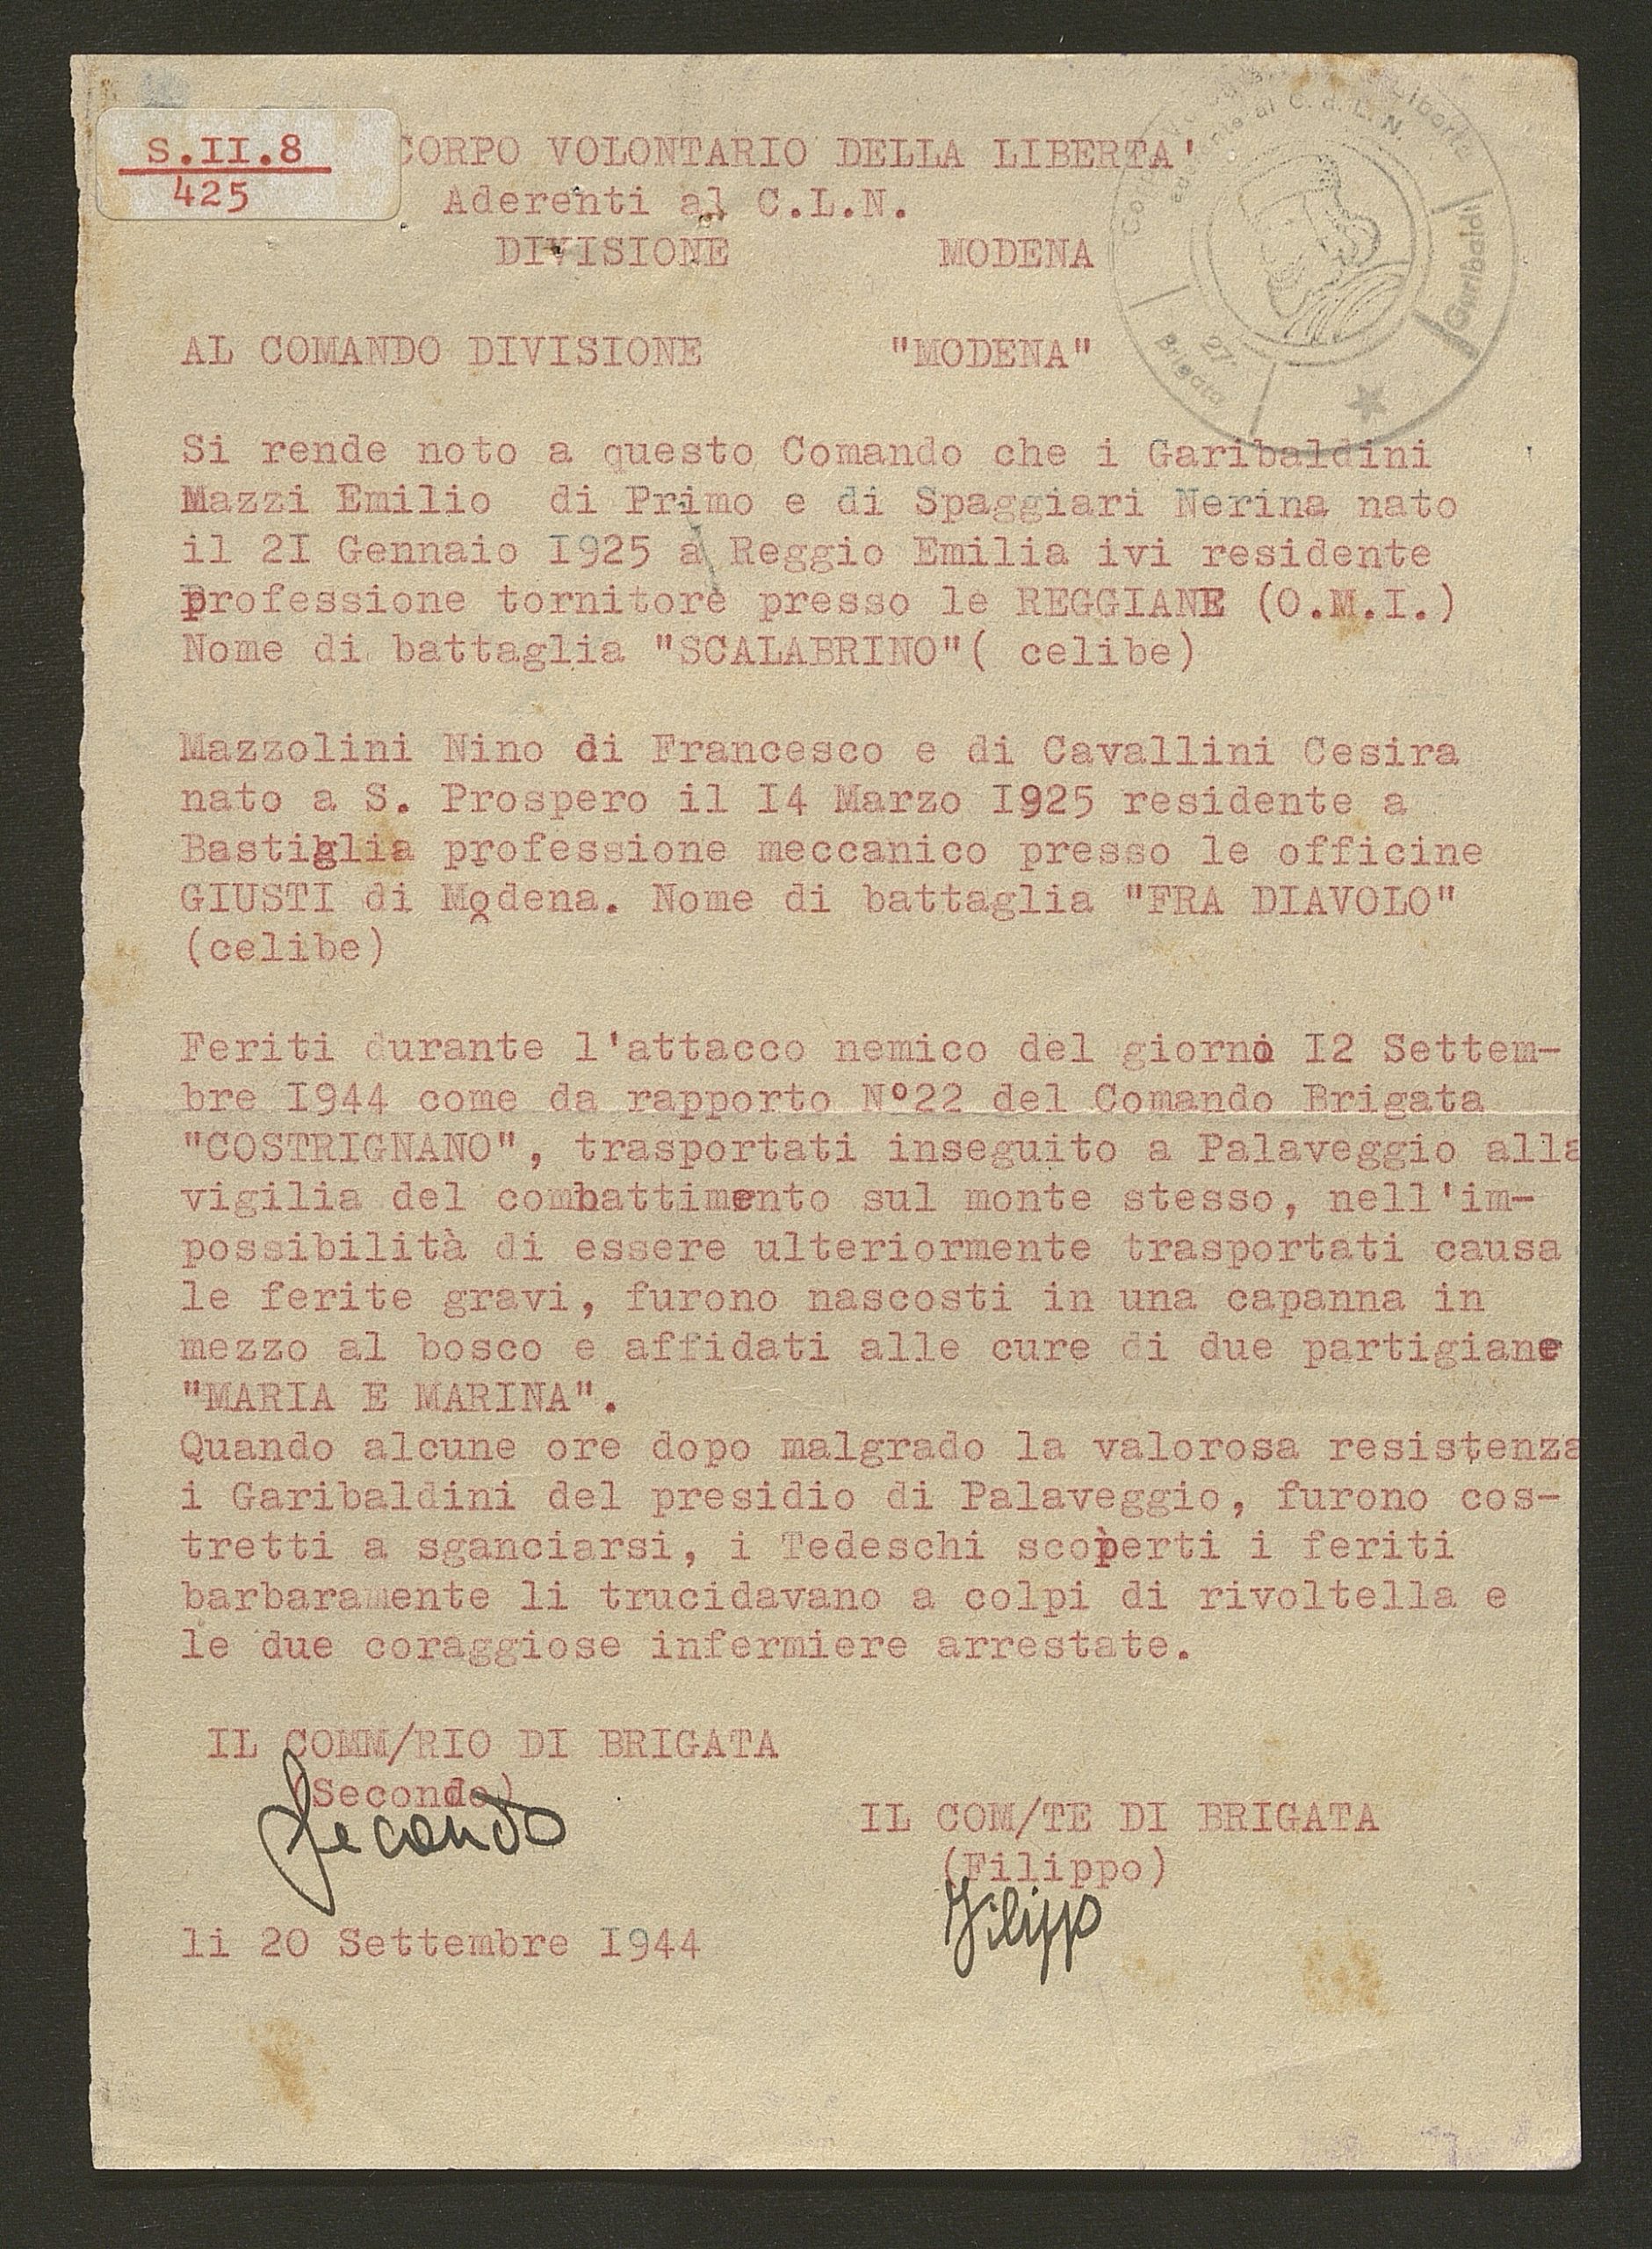 S.II.8
425
CORPO VOLONTARIO DELLA LIBERTA'
Aderenti al C.L.N.
DIVISIONE MODENA
al C. d. L. N.
Garibaldi
Brigata
AL COMANDO DIVISIONE "MODENA"
Si rende noto a questo Comando che i Garibaldini
Mazzi Emilio di Primo e di Spaggiari Nerina nato
il 2I Gennaio I925 a Reggio Emilia ivi residente
professione tornitore presso le REGGIANE (O.M.I.)
Nome di battaglia "SCALABRINO"( celibe)
Mazzolini Nino di Francesco e di Cavallini Cesira
nato a S. Prospero il I4 Marzo I925 residente a
Bastiglia professione meccanico presso le officine
GIUSTI di Modena. Nome di battaglia "FRA DIAVOLO"
(celibe)
Feriti durante l'attacco nemico del giorno I2 Settem-
bre I944 come da rapporto Nº22 del Comando Brigata
"COSTRIGNANO", trasportati inseguito a Palaveggio alla
vigilia del combattimento sul monte stesso, nell'im-
possibilità di essere ulteriormente trasportati causa
le ferite gravi, furono nascosti in una capanna in
mezzo al bosco e affidati alle cure di due partigiane
"MARIA E MARINA".
Quando alcune ore dopo malgrado la valorosa resistenza
i Garibaldini del presidio di Palaveggio, furono cos-
tretti a sganciarsi, i Tedeschi scoperti i feriti
barbaramente li trucidavano a colpi di rivoltella e
le due coraggiose infermiere arrestate.
IL COMM/RIO DI BRIGATA
(Secondo)
Secondo
IL COM/TE DI BRIGATA
(Filippo)
Filippo
li 20 Settembre I944